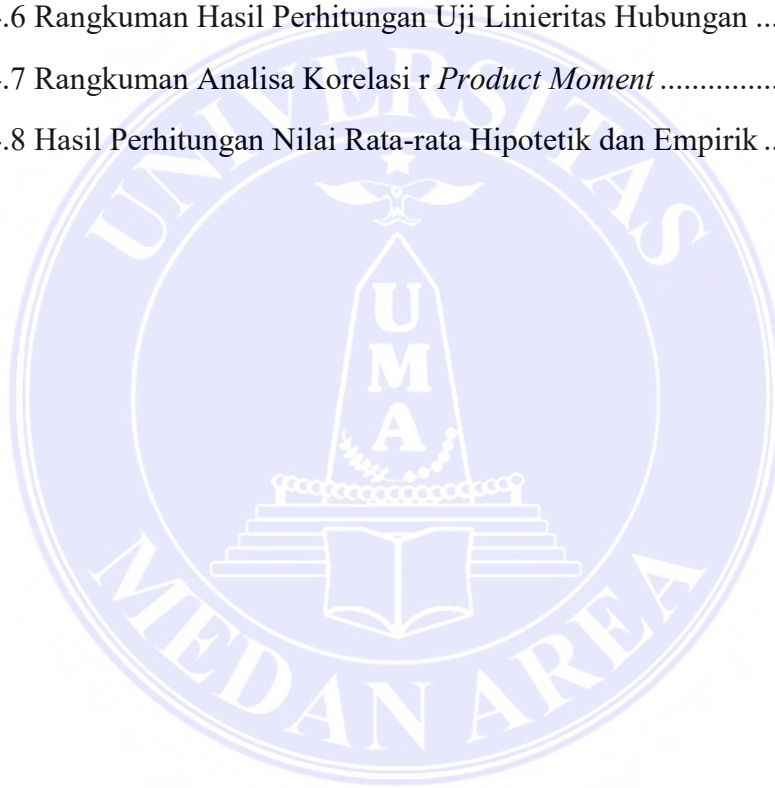 .6 Rangkuman Hasil Perhitungan Uji Linieritas Hubungan ...
.7 Rangkuman Analisa Korelasi r Product Moment ...............
.8 Hasil Perhitungan Nilai Rata-rata Hipotetik dan Empirik ..
UNIVERSITAS
U
M
A
MEDAN AREA